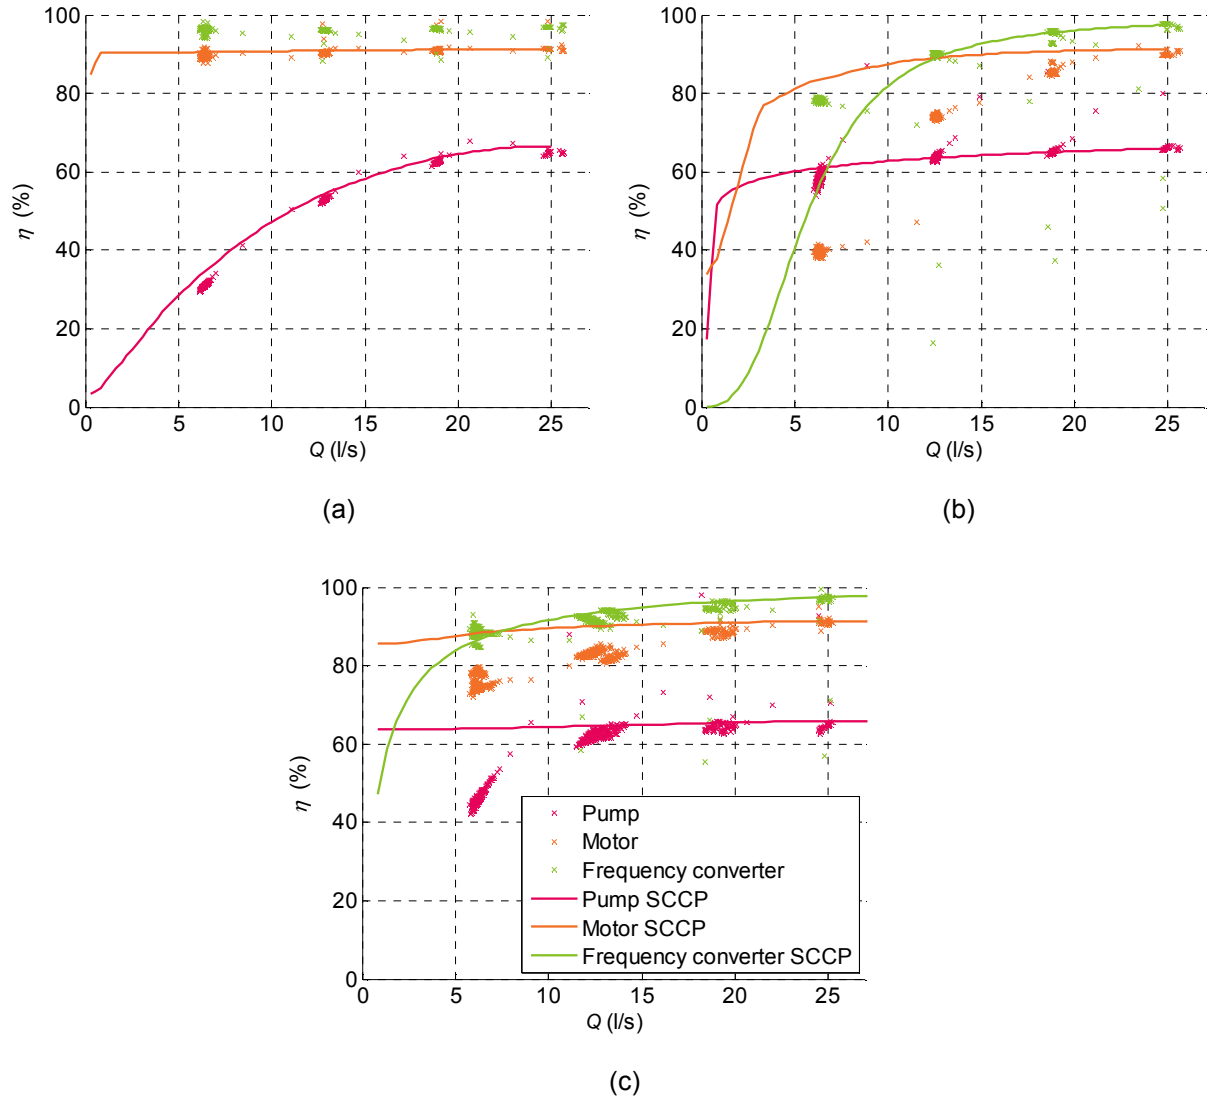 100
80
60
40
20
0
η (%)
0 5 10 15 20 25
Q (l/s)
(a)
100
80
60
40
20
0
η (%)
0 5 10 15 20 25
Q (l/s)
(b)
100
80
60
40
20
0
η (%)
0 5 10 15 20 25
Q (l/s)
Pump
Motor
Frequency converter
Pump SCCP
Motor SCCP
Frequency converter SCCP
(c)